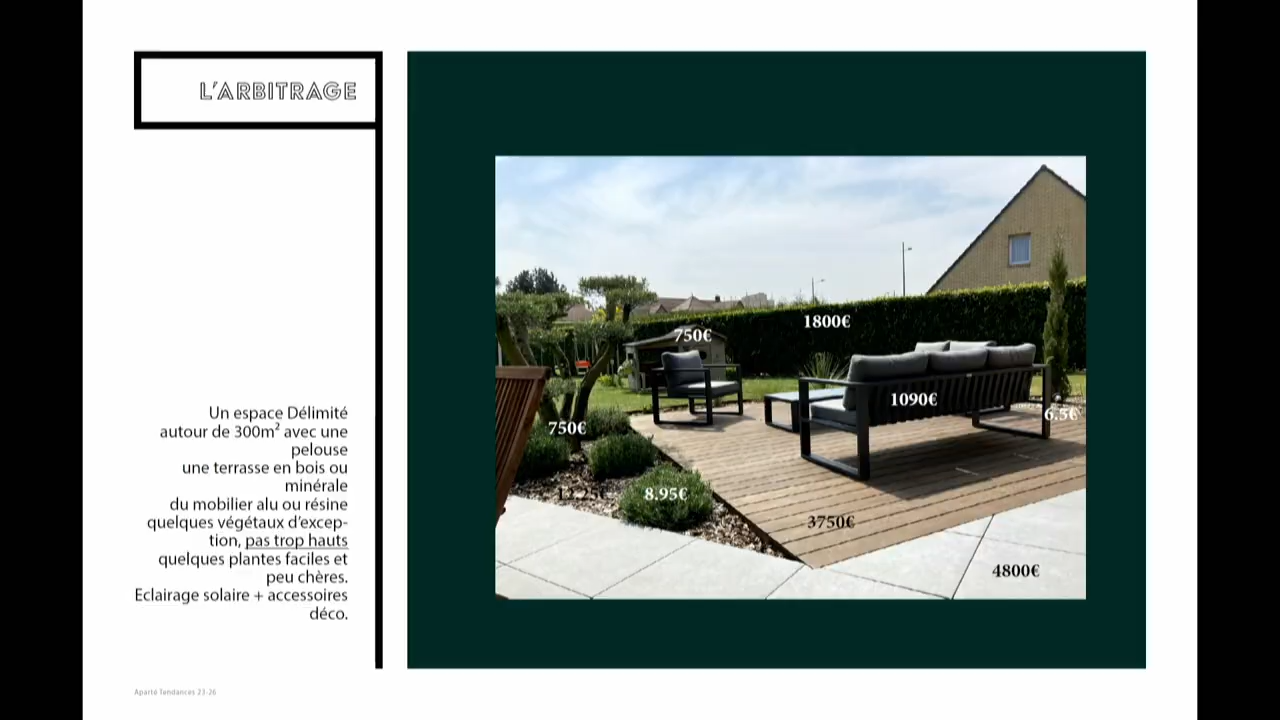 L'ARBITRAGE
Un espace Délimité
autour de 300m² avec une
pelouse
une terrasse en bois ou
minérale
du mobilier alu ou résine
quelques végétaux d'excep-
tion, pas trop hauts
quelques plantes faciles et
peu chères.
Eclairage solaire + accessoires
déco.
1800€
750€
1090€
6.5€
750€
8.95€
3750€
4800€
Aparté Tendances 23-26